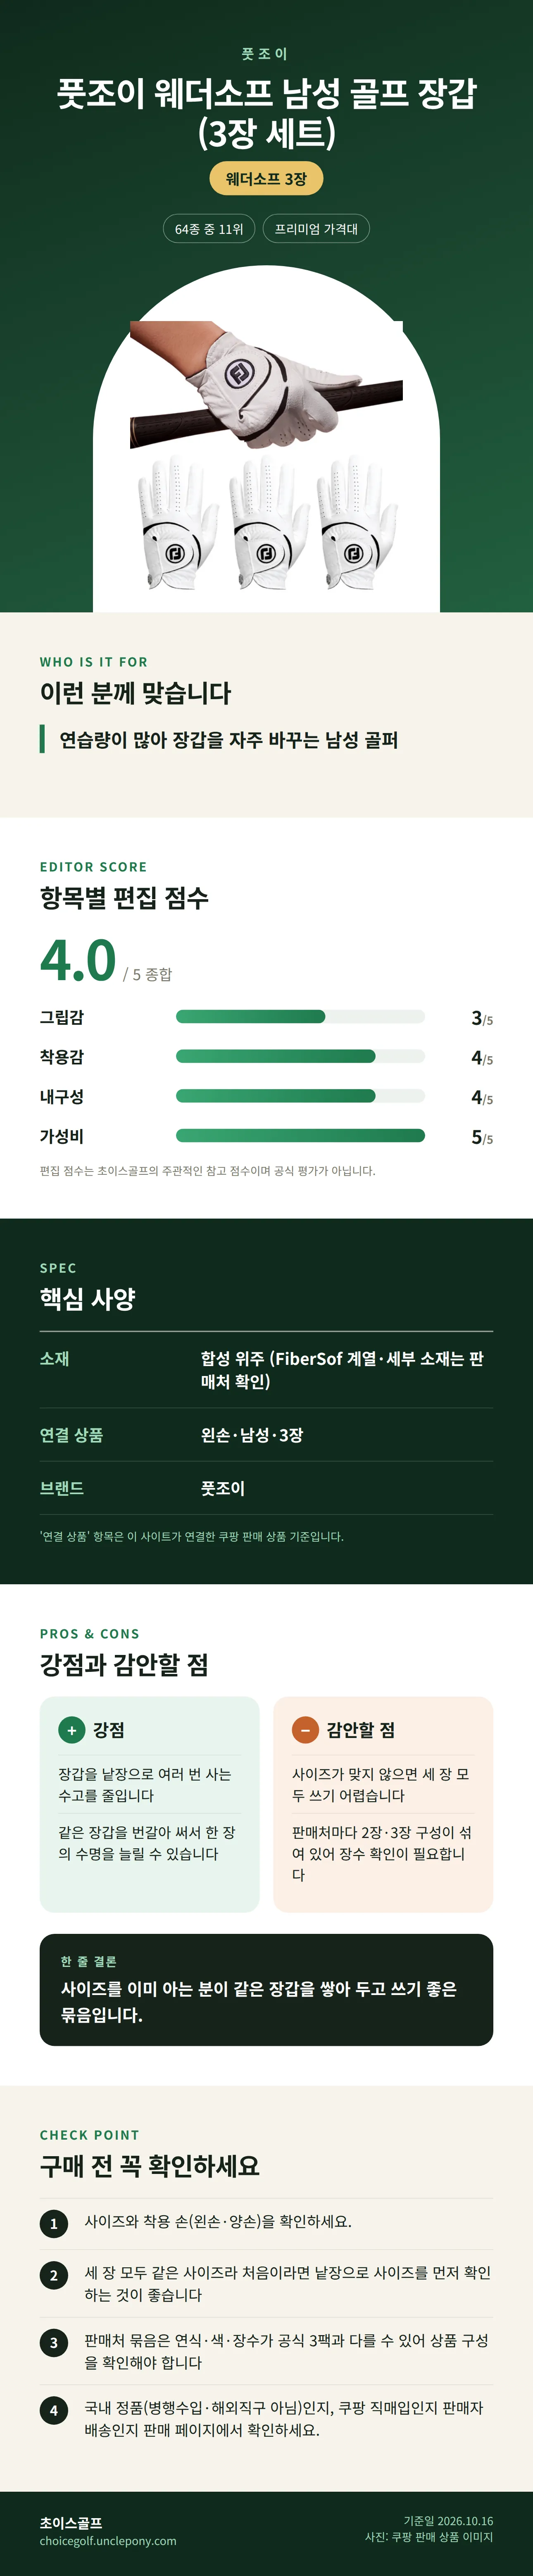 풋조이
풋조이 웨더소프 남성 골프 장갑
(3장 세트)
웨더소프 3장
64종 중 11위
프리미엄 가격대
WHO IS IT FOR
이런 분께 맞습니다
연습량이 많아 장갑을 자주 바꾸는 남성 골퍼
EDITOR SCORE
항목별 편집 점수
4.0 / 5 종합
그립감 3/5
착용감 4/5
내구성 4/5
가성비 5/5
편집 점수는 초이스골프의 주관적인 참고 점수이며 공식 평가가 아닙니다.
SPEC
핵심 사양
소재 합성 위주 (FiberSof 계열·세부 소재는 판
매처 확인)
연결 상품 왼손·남성·3장
브랜드 풋조이
'연결 상품' 항목은 이 사이트가 연결한 쿠팡 판매 상품 기준입니다.
PROS & CONS
강점과 감안할 점
+ 강점
장갑을 낱장으로 여러 번 사는
수고를 줄입니다
같은 장갑을 번갈아 써서 한 장
의 수명을 늘릴 수 있습니다
− 감안할 점
사이즈가 맞지 않으면 세 장 모
두 쓰기 어렵습니다
판매처마다 2장·3장 구성이 섞
여 있어 장수 확인이 필요합니
다
한 줄 결론
사이즈를 이미 아는 분이 같은 장갑을 쌓아 두고 쓰기 좋은
묶음입니다.
CHECK POINT
구매 전 꼭 확인하세요
1 사이즈와 착용 손(왼손·양손)을 확인하세요.
2 세 장 모두 같은 사이즈라 처음이라면 낱장으로 사이즈를 먼저 확인
하는 것이 좋습니다
3 판매처 묶음은 연식·색·장수가 공식 3팩과 다를 수 있어 상품 구성
을 확인해야 합니다
4 국내 정품(병행수입·해외직구 아님)인지, 쿠팡 직매입인지 판매자
배송인지 판매 페이지에서 확인하세요.
초이스골프
choicegolf.unclepony.com
기준일 2026.10.16
사진: 쿠팡 판매 상품 이미지